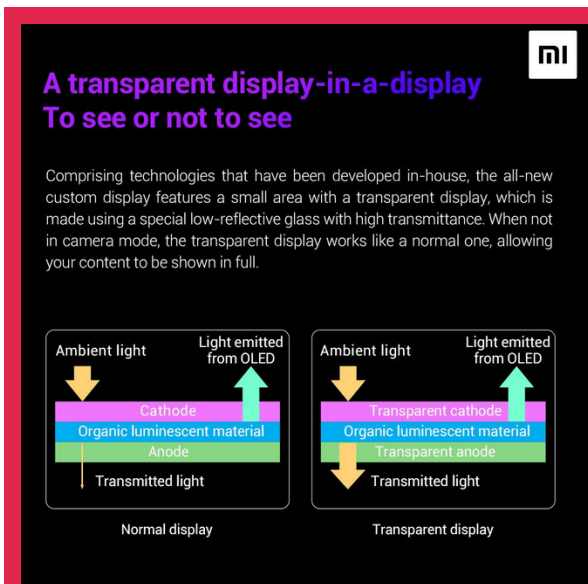 mi
A transparent display-in-a-display
To see or not to see
Comprising technologies that have been developed in-house, the all-new
custom display features a small area with a transparent display, which is
made using a special low-reflective glass with high transmittance. When not
in camera mode, the transparent display works like a normal one, allowing
your content to be shown in full.
Ambient light
Light emitted
from OLED
Cathode
Organic luminescent material
Anode
Transmitted light
Normal display
Ambient light
Light emitted
from OLED
Transparent cathode
Organic luminescent material
Transparent anode
Transmitted light
Transparent display